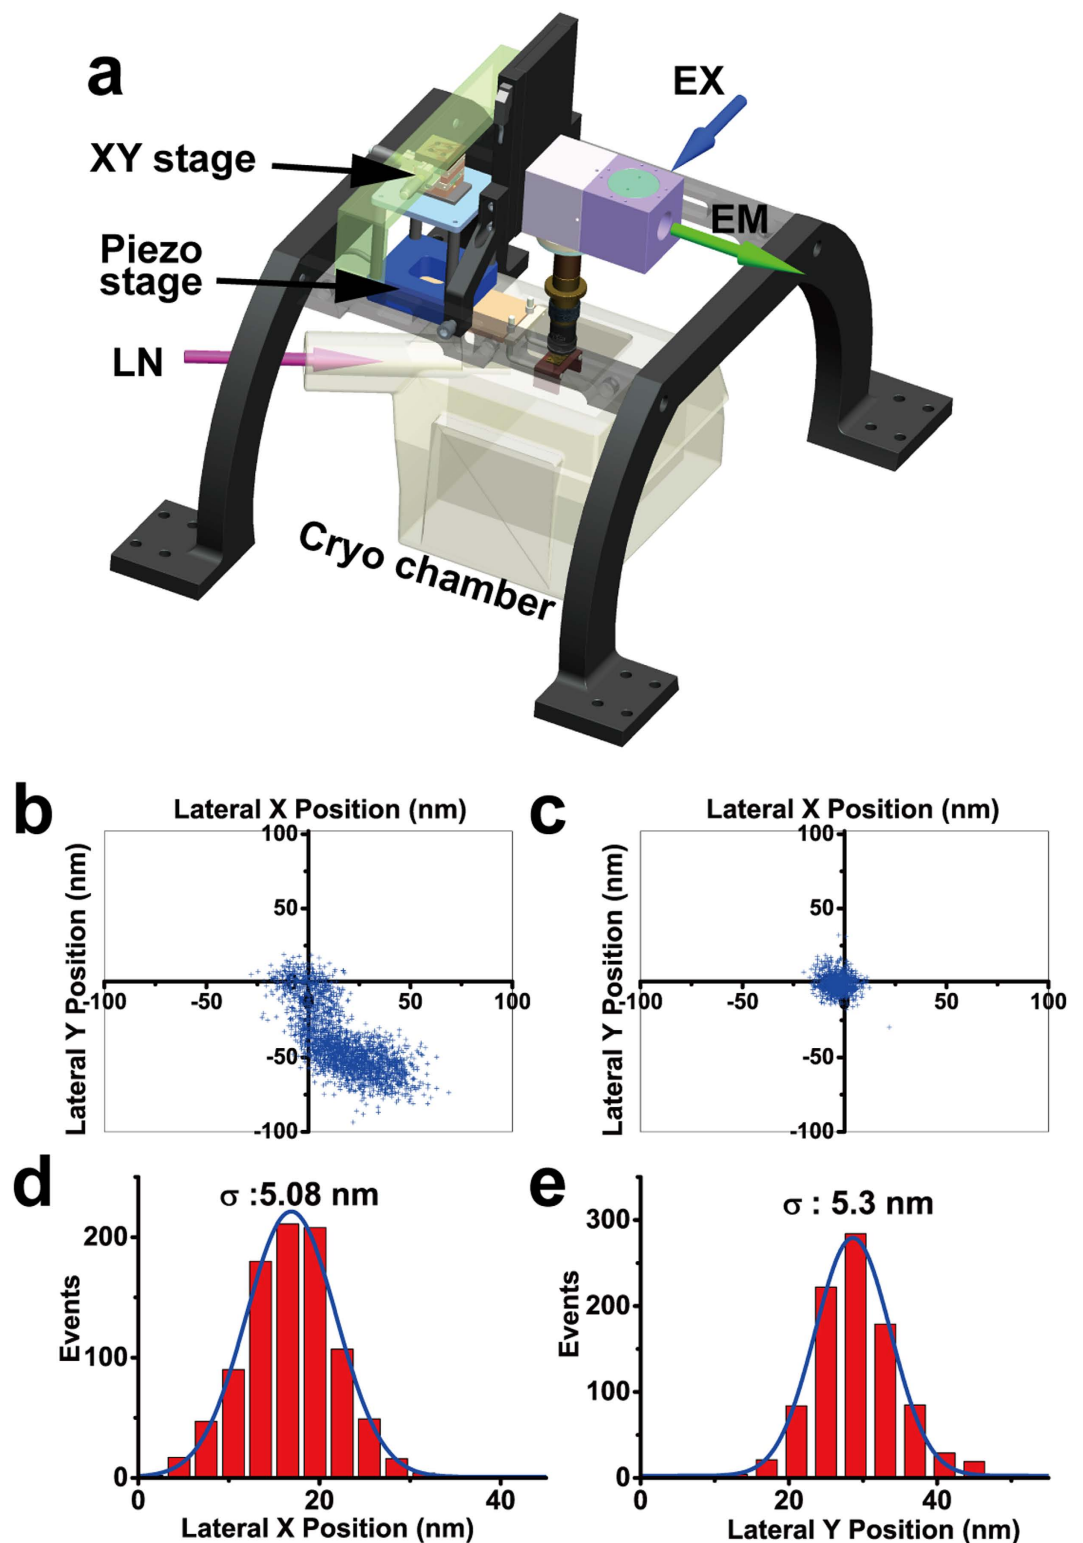 a
EX
XY stage
EM
Piezo
stage
LN
Cryo chamber
b
Lateral X Position (nm)
Lateral Y Position (nm)
100
50
0
-100
-50
50
100
-50
-100
c
Lateral X Position (nm)
Lateral Y Position (nm)
100
50
0
-100
-50
0
50
100
-50
-100
d
σ :5.08 nm
Events
200
100
0
0
20
40
Lateral X Position (nm)
e
σ : 5.3 nm
Events
300
200
100
0
0
20
40
Lateral Y Position (nm)